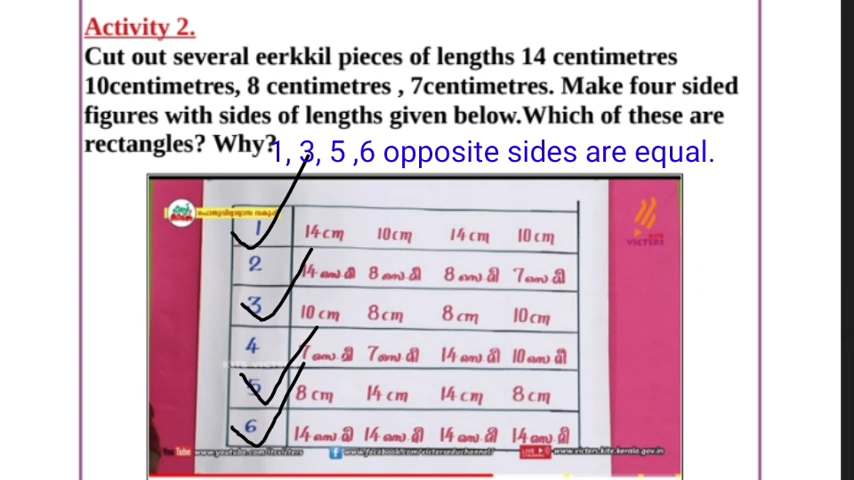 Activity 2.
Cut out several eerkkil pieces of lengths 14 centimetres
10centimetres, 8 centimetres , 7centimetres. Make four sided
figures with sides of lengths given below.Which of these are
rectangles? Why?
1, 3, 5 ,6 opposite sides are equal.
VICTERS
1 14cm 10cm 14cm 10cm
2 14 സെ.മീ 8 സെ.മീ 8 സെ.മീ 7 സെ.മീ
3 10 cm 8cm 8cm 10cm
4 7 സെ.മീ 7 സെ.മീ 14 സെ.മീ 10 സെ.മീ
5 8 cm 14 cm 14 cm 8 cm
6 14 സെ.മീ 14 സെ.മീ 14 സെ.മീ 14 സെ.മീ
YouTube www.youtube.com/itsvicters www.facebook.com/victerseduchannel LIVE www.victers.kite.kerala.gov.in